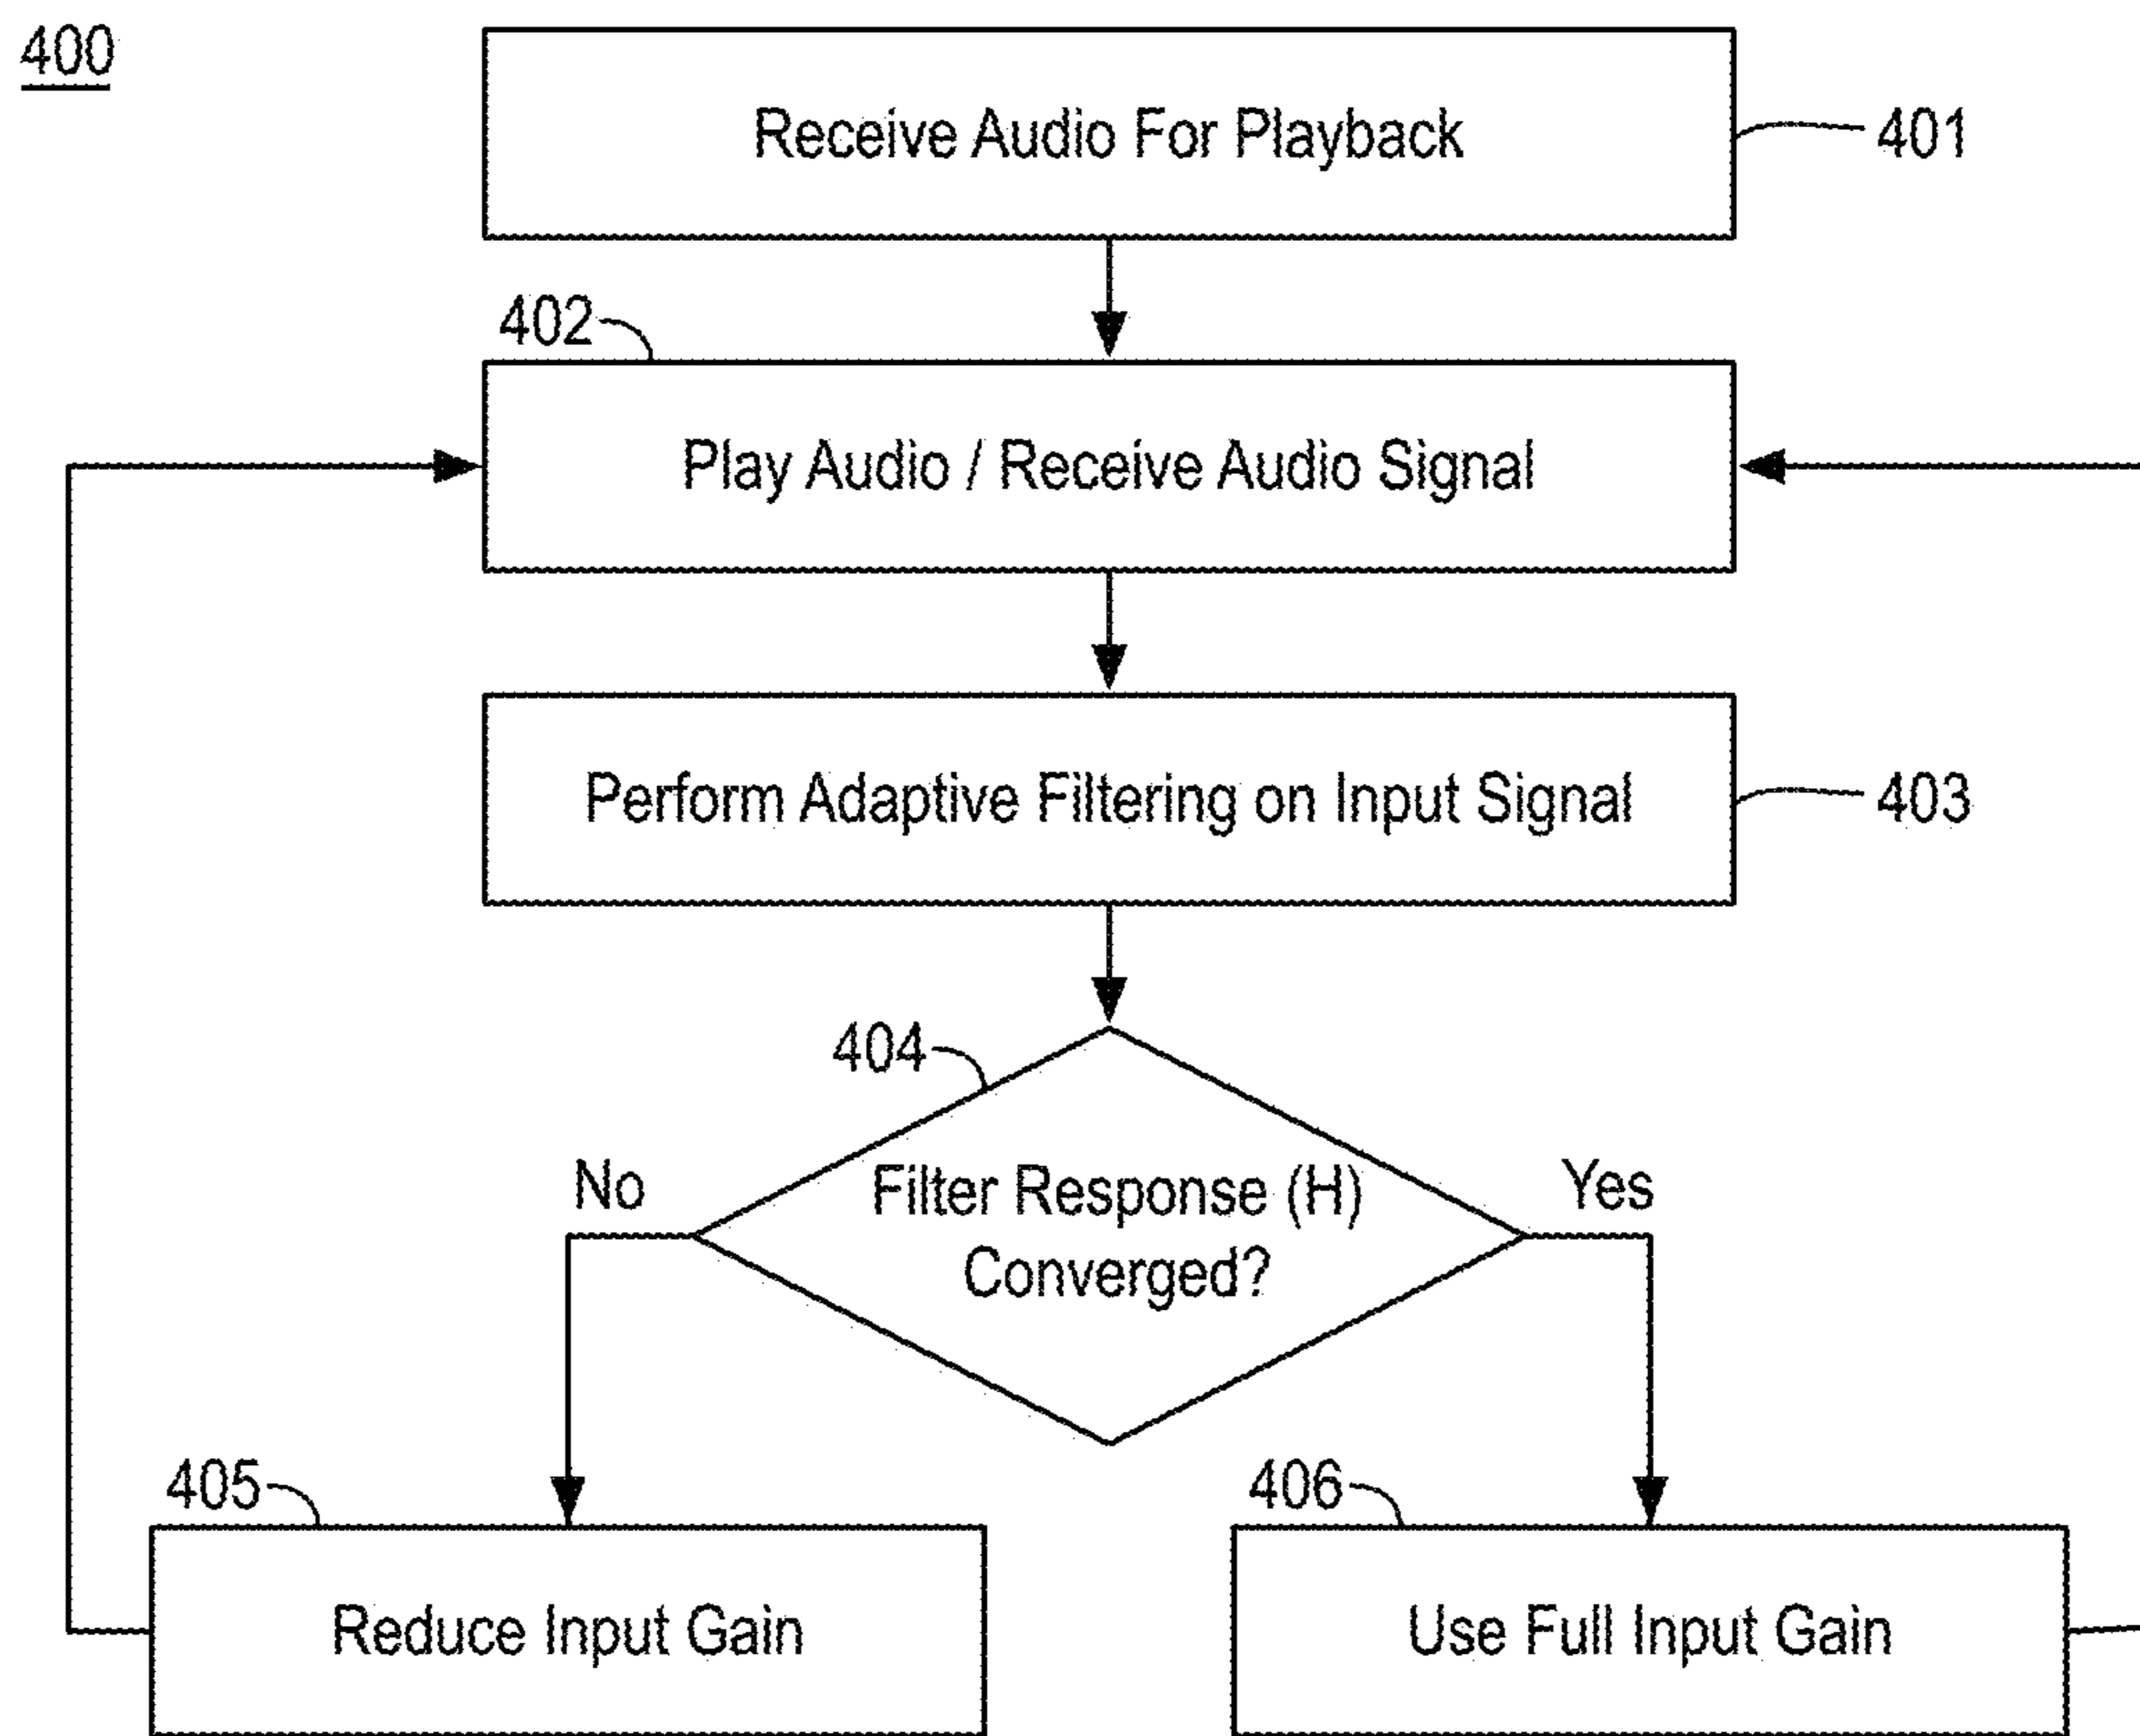 400
Receive Audio For Playback
401
402
Play Audio / Receive Audio Signal
Perform Adaptive Filtering on Input Signal
403
404
No
Filter Response (H)
Converged?
Yes
405
Reduce Input Gain
406
Use Full Input Gain